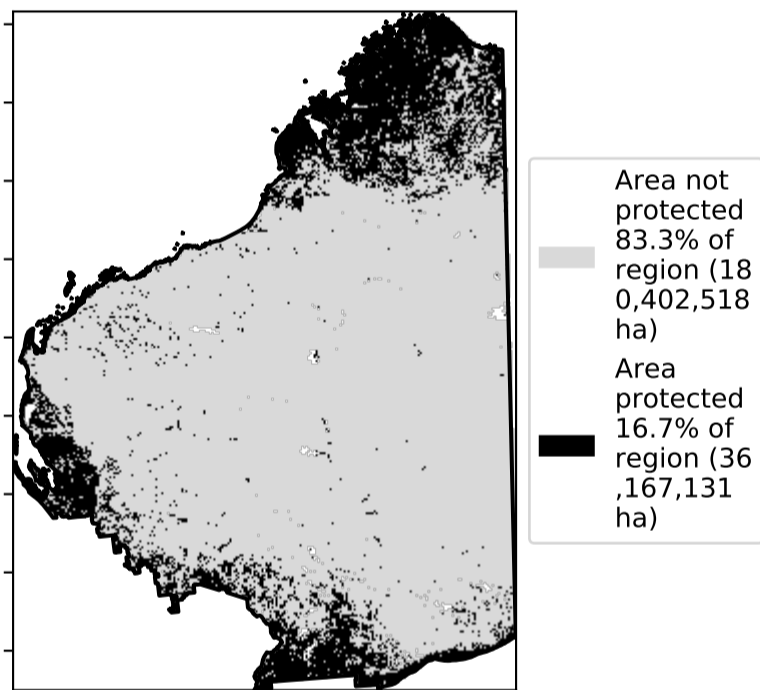 Area not
protected
83.3% of
region (18
0,402,518
ha)
Area
protected
16.7% of
region (36
,167,131
ha)